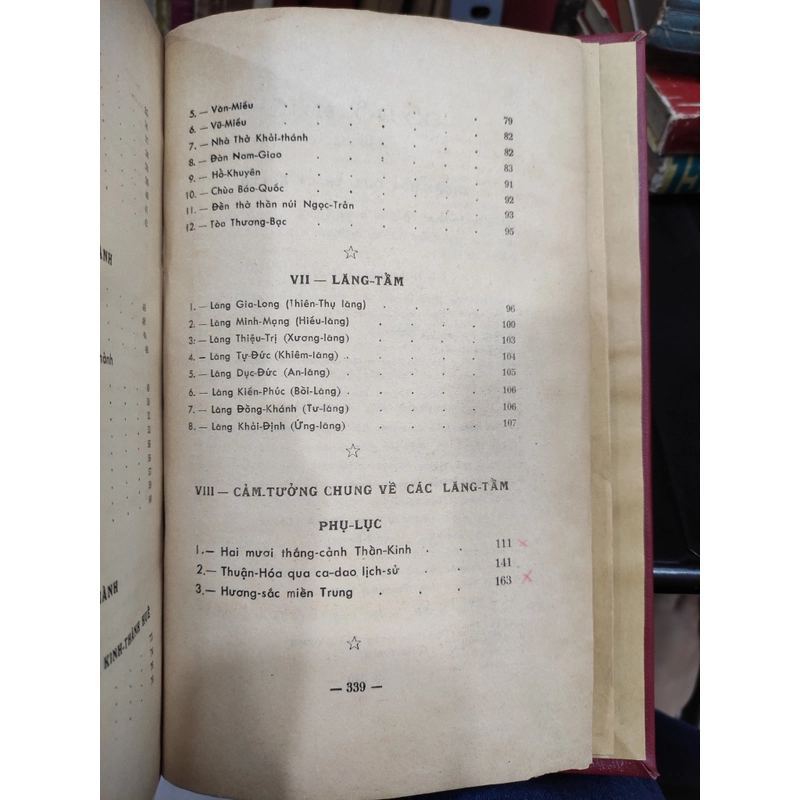 ÀNH
ảnh
ÀNH
KINH-THÀNH HUẾ
5.— Văn-Miếu . . . . . . 79
6.— Vũ-Miếu . . . . . . 82
7.— Nhà Thờ Khải-thánh . . . . 82
8.— Đàn Nam-Giao . . . . . 83
9.— Hổ-Khuyên . . . . . 91
10.— Chùa Báo-Quốc . . . . . 92
11.— Đền thờ thần núi Ngọc-Trản . . . 93
12.— Tòa Thương-Bạc . . . . . 95
VII — LĂNG-TẨM
1.— Lăng Gia-Long (Thiên-Thụ lăng) . . . 96
2.— Lăng Minh-Mạng (Hiếu-lăng) . . . 100
3.— Lăng Thiệu-Trị (Xương-lăng) . . . 103
4.— Lăng Tự-Đức (Khiêm-lăng) . . . . 104
5.— Lăng Dục-Đức (An-lăng) . . . . 105
6.— Lăng Kiến-Phúc (Bồi-Lăng) . . . . 106
7.— Lăng Đồng-Khánh (Tư-lăng) . . . 106
8.— Lăng Khải-Định (Ứng-lăng) . . . 107
VIII — CẢM-TƯỞNG CHUNG VỀ CÁC LĂNG-TẨM
PHỤ-LỤC
1.— Hai mươi thắng-cảnh Thần-Kinh . . . 111
2.— Thuận-Hóa qua ca-dao lịch-sử . . . 141
3.— Hương-sắc miền Trung . . . . 163
— 339 —